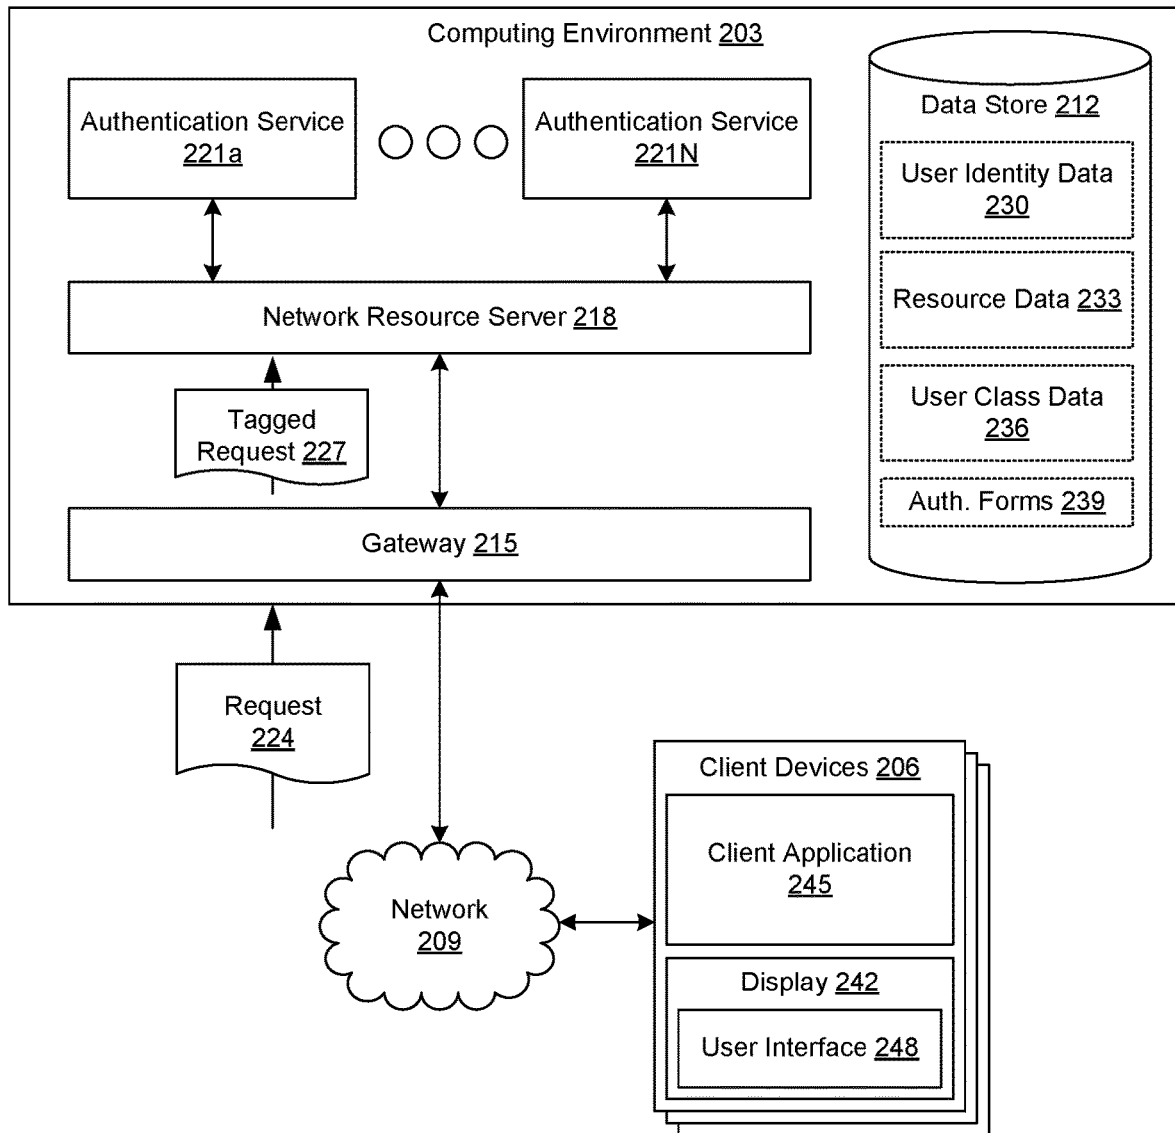 Computing Environment 203
Authentication Service
221a
Authentication Service
221N
Network Resource Server 218
Tagged
Request 227
Gateway 215
Data Store 212
User Identity Data
230
Resource Data 233
User Class Data
236
Auth. Forms 239
Request
224
Network
209
Client Devices 206
Client Application
245
Display 242
User Interface 248